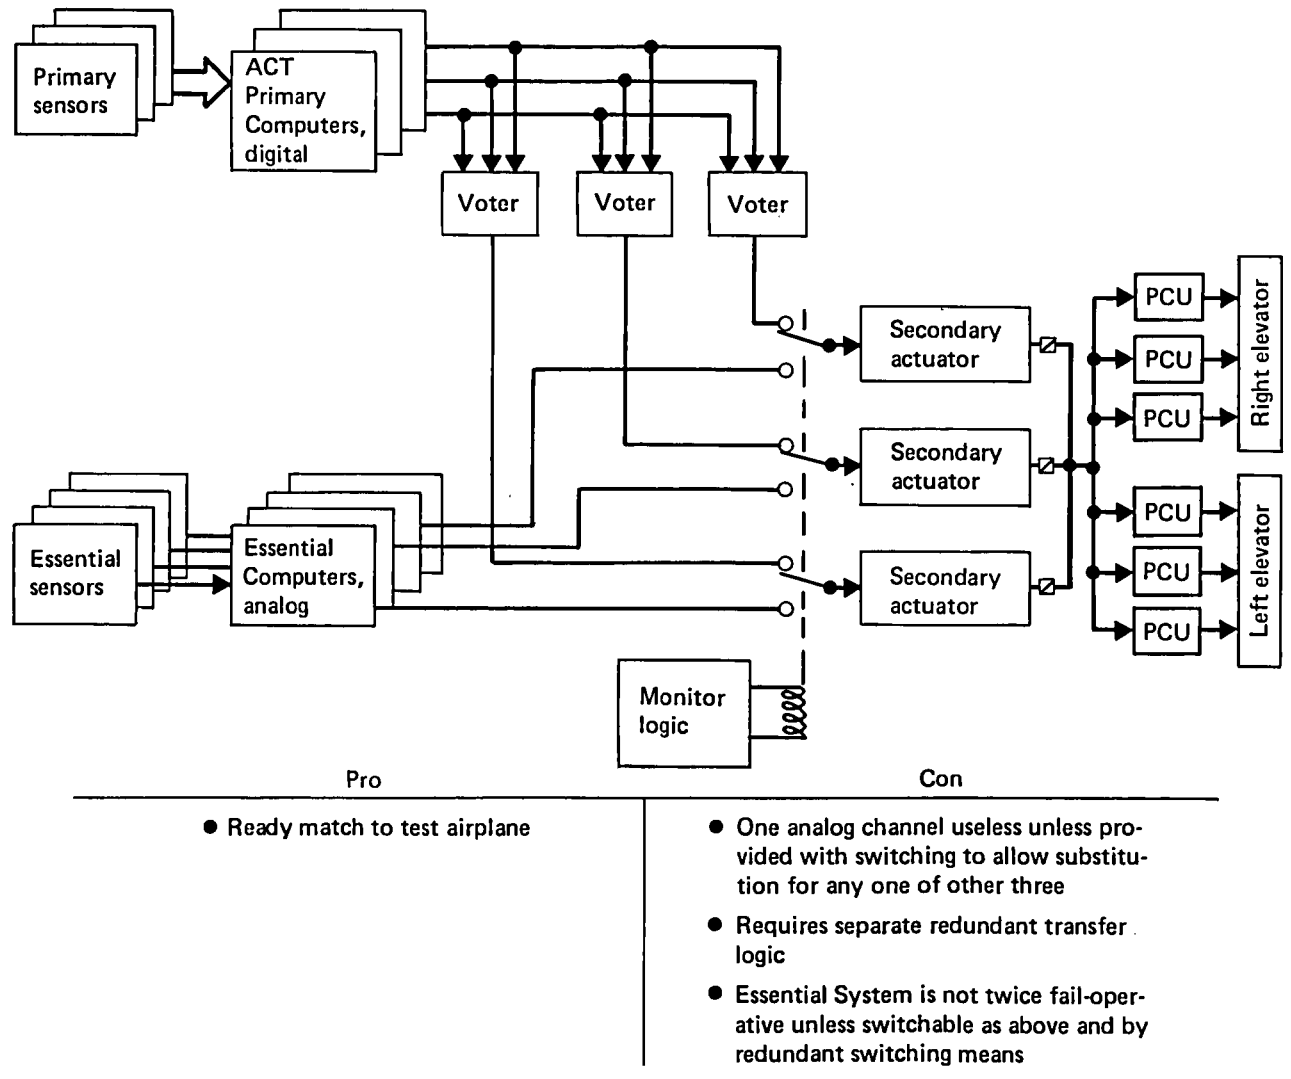 Primary
sensors
ACT
Primary
Computers,
digital
Voter
Voter
Voter
Secondary
actuator
Secondary
actuator
Secondary
actuator
PCU
PCU
PCU
PCU
PCU
PCU
Right elevator
Left elevator
Essential
sensors
Essential
Computers,
analog
Monitor
logic
Pro
Con
● Ready match to test airplane
● One analog channel useless unless pro-
vided with switching to allow substitu-
tion for any one of other three
● Requires separate redundant transfer
logic
● Essential System is not twice fail-oper-
ative unless switchable as above and by
redundant switching means